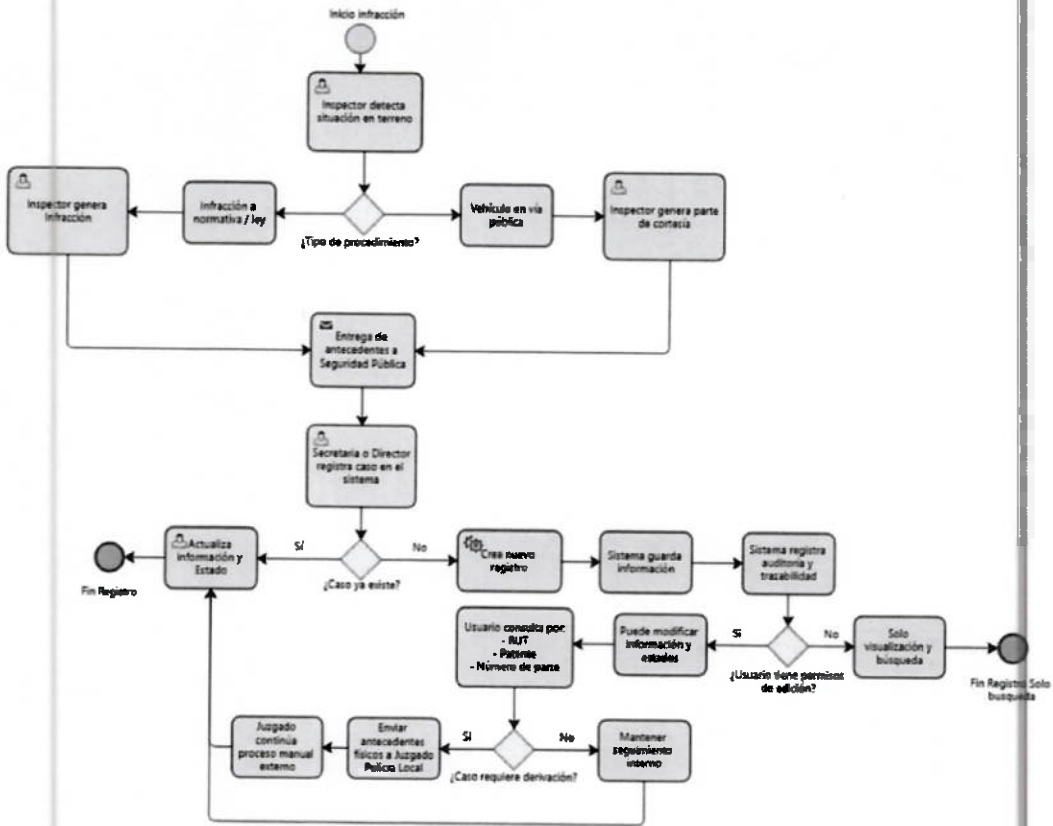 Inicio infracción
Inspector detecta
situación en terreno
Inspector genera
Infracción
Infracción a
normativa / ley
¿Tipo de procedimiento?
Vehículo en vía
pública
Inspector genera parte
de cortesía
Entrega de
antecedentes a
Seguridad Pública
Secretaria o Director
registra caso en el
sistema
Actualiza
información y
Estado
Fin Registro
Sí
¿Caso ya existe?
No
Crea nuevo
registro
Sistema guarda
información
Sistema registra
auditoria y
trazabilidad
Usuario consulta por:
- RUT
- Patente
- Número de parte
Puede modificar
información y
estados
Si
¿Usuario tiene permisos
de edición?
No
Solo
visualización y
búsqueda
Fin Registro Solo
busqueda
Juzgado
continúa
proceso manual
externo
Enviar
antecedentes
físicos a Juzgado
Policía Local
Si
¿Caso requiere derivación?
No
Mantener
seguimiento
interno